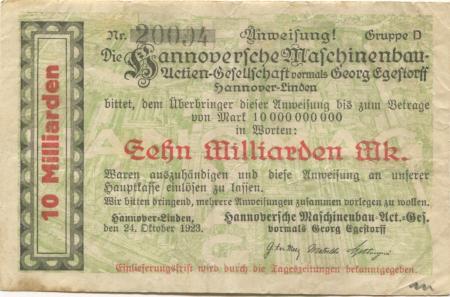 Nr. 20004 Anweisung! Gruppe D
Die Hannoversche Maschinenbau-
Actien-Gesellschaft vormals Georg Egestorff
Hannover-Linden
bittet, dem Überbringer dieser Anweisung bis zum Betrage
von Mark 10 000 000 000
in Worten:
Zehn Milliarden Mk.
Waren auszuhändigen und diese Anweisung an unserer
Hauptkasse einlösen zu lassen.
Wir bitten dringend, mehrere Anweisungen zusammen vorlegen zu wollen.
Hannover-Linden,
den 24. Oktober 1923.
Hannoversche Maschinenbau-Act.-Ges.
vormals Georg Egestorff
Einlieferungsfrist wird durch die Tageszeitungen bekanntgegeben.
10 Milliarden